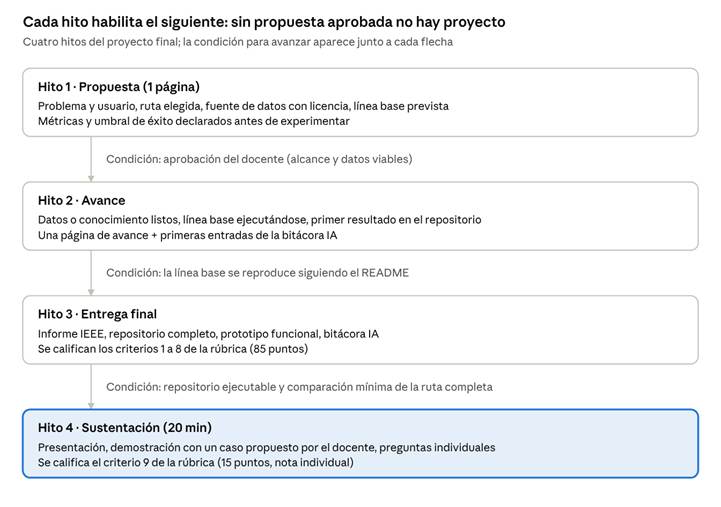 Cada hito habilita el siguiente: sin propuesta aprobada no hay proyecto
Cuatro hitos del proyecto final; la condición para avanzar aparece junto a cada flecha
Hito 1 · Propuesta (1 página)
Problema y usuario, ruta elegida, fuente de datos con licencia, línea base prevista
Métricas y umbral de éxito declarados antes de experimentar
Condición: aprobación del docente (alcance y datos viables)
Hito 2 · Avance
Datos o conocimiento listos, línea base ejecutándose, primer resultado en el repositorio
Una página de avance + primeras entradas de la bitácora IA
Condición: la línea base se reproduce siguiendo el README
Hito 3 · Entrega final
Informe IEEE, repositorio completo, prototipo funcional, bitácora IA
Se califican los criterios 1 a 8 de la rúbrica (85 puntos)
Condición: repositorio ejecutable y comparación mínima de la ruta completa
Hito 4 · Sustentación (20 min)
Presentación, demostración con un caso propuesto por el docente, preguntas individuales
Se califica el criterio 9 de la rúbrica (15 puntos, nota individual)